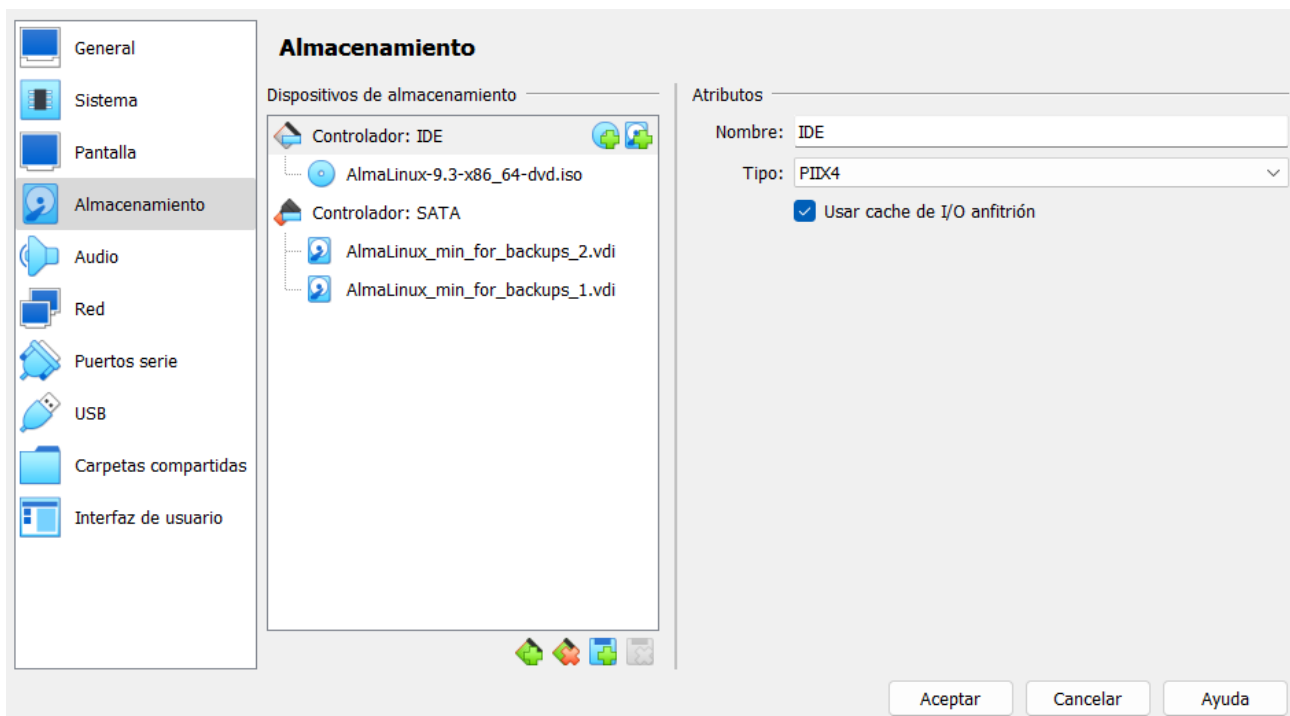 General
Sistema
Pantalla
Almacenamiento
Audio
Red
Puertos serie
USB
Carpetas compartidas
Interfaz de usuario
Almacenamiento
Dispositivos de almacenamiento
Controlador: IDE
AlmaLinux-9.3-x86_64-dvd.iso
Controlador: SATA
AlmaLinux_min_for_backups_2.vdi
AlmaLinux_min_for_backups_1.vdi
Atributos
Nombre: IDE
Tipo: PIIX4
Usar cache de I/O anfitrión
Aceptar Cancelar Ayuda